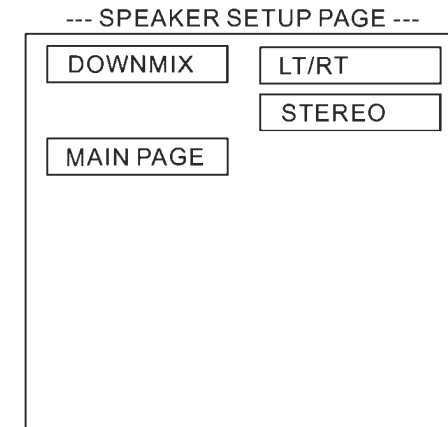 --- SPEAKER SETUP PAGE ---
DOWNMIX
LT/RT
STEREO
MAIN PAGE